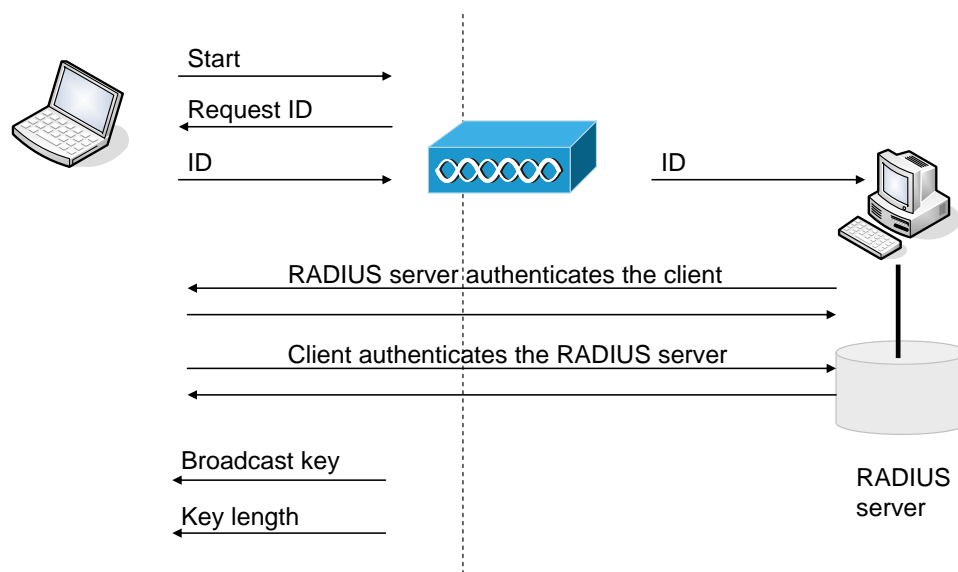 Start
Request ID
ID
ID
RADIUS server authenticates the client
Client authenticates the RADIUS server
Broadcast key
Key length
RADIUS
server